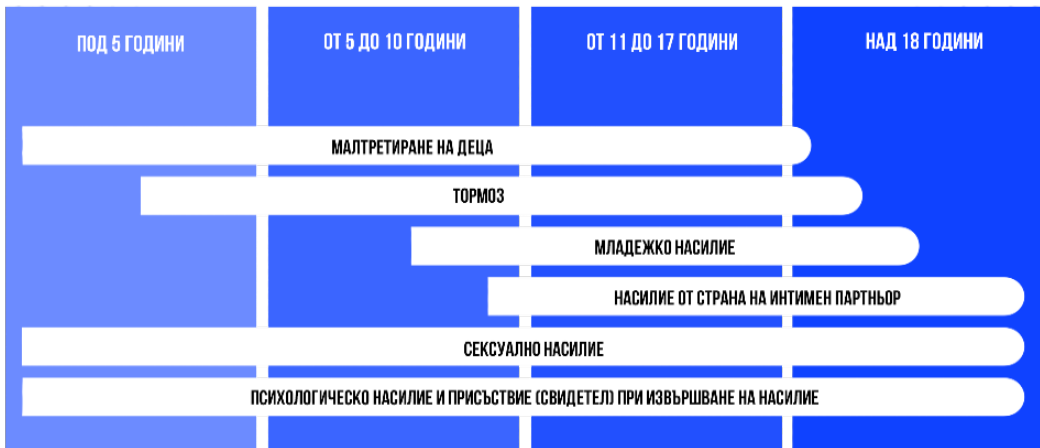 ПОД 5 ГОДИНИ
ОТ 5 ДО 10 ГОДИНИ
ОТ 11 ДО 17 ГОДИНИ
НАД 18 ГОДИНИ
МАЛТРЕТИРАНЕ НА ДЕЦА
ТОРМОЗ
МЛАДЕЖКО НАСИЛИЕ
НАСИЛИЕ ОТ СТРАНА НА ИНТИМЕН ПАРТНЬОР
СЕКСУАЛНО НАСИЛИЕ
ПСИХОЛОГИЧЕСКО НАСИЛИЕ И ПРИСЪСТВИЕ (СВИДЕТЕЛ) ПРИ ИЗВЪРШВАНЕ НА НАСИЛИЕ